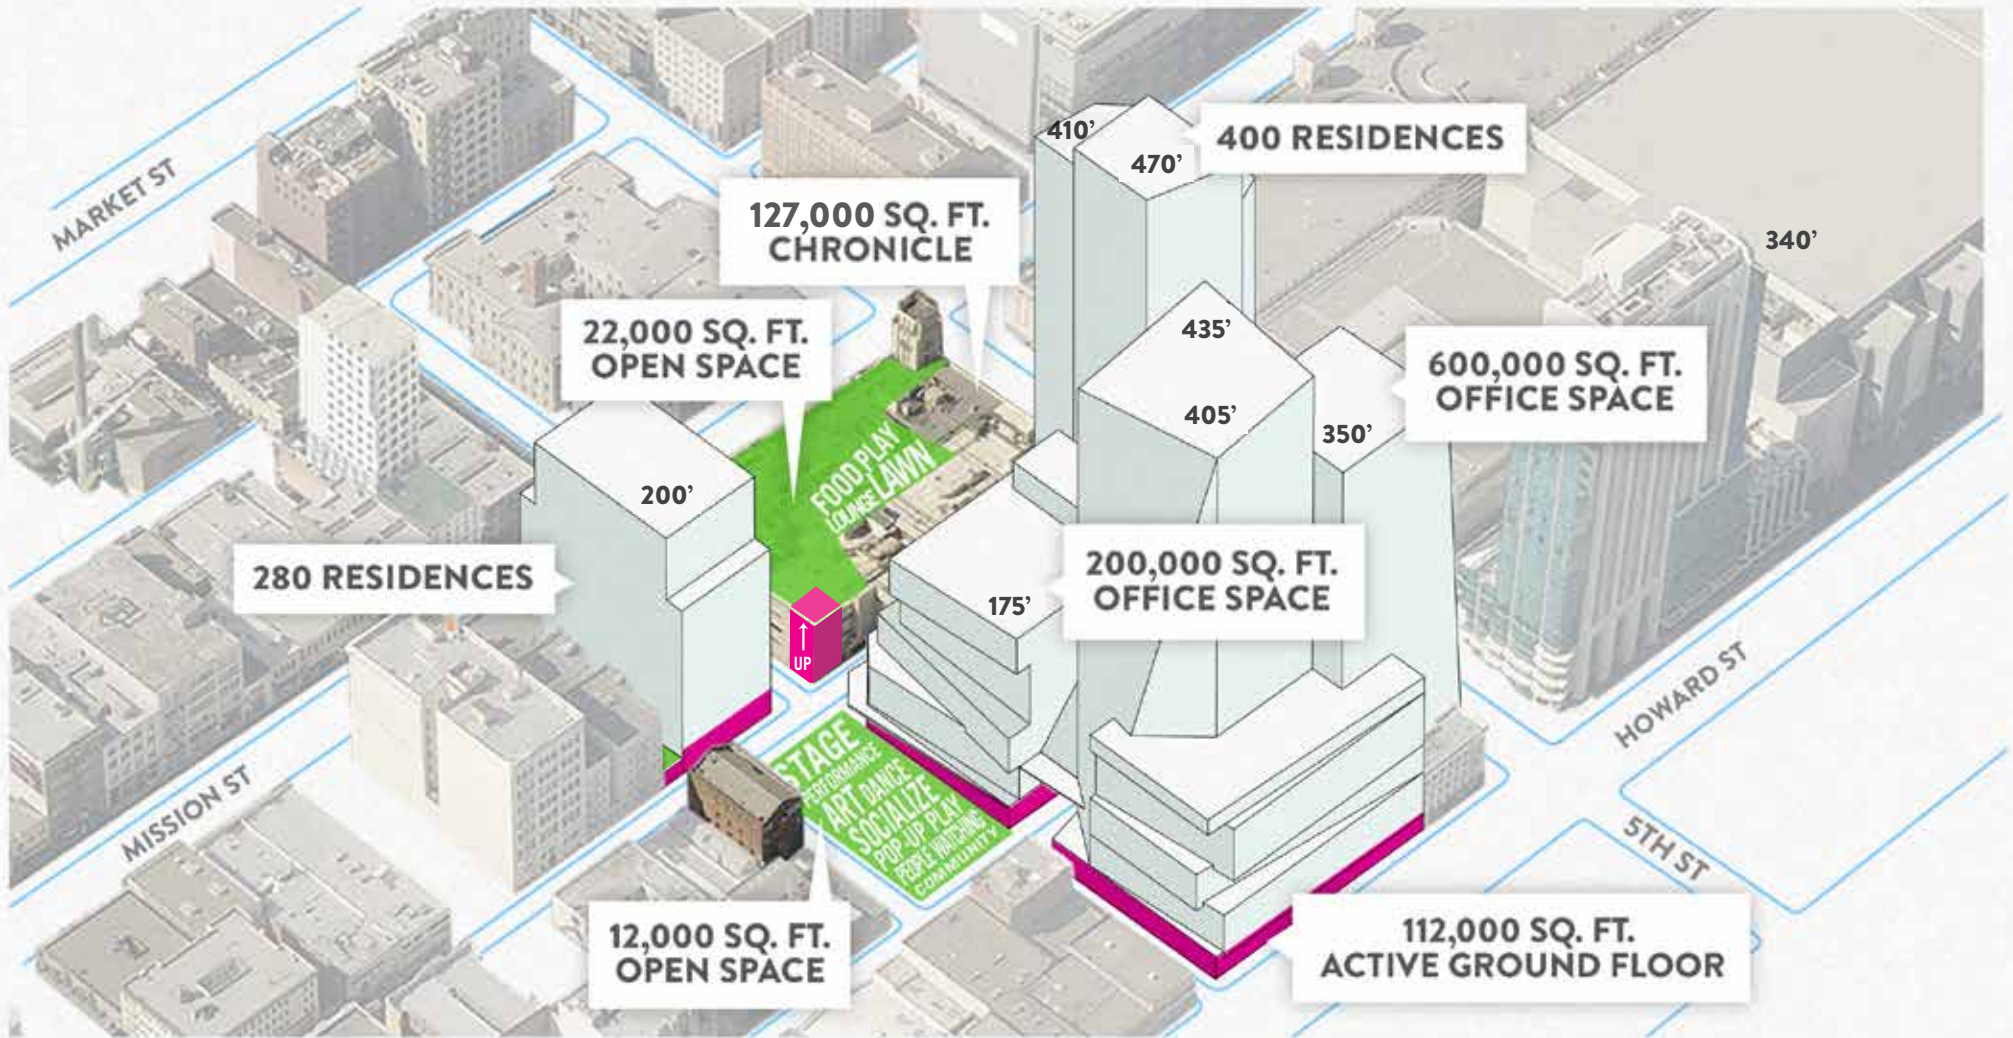 410’
470’
400 RESIDENCES
MARKET ST
127,000 SQ. FT.
CHRONICLE
340’
22,000 SQ. FT.
OPEN SPACE
435’
405’
350’
600,000 SQ. FT.
OFFICE SPACE
FOOD PLAY
LOUNGE LAWN
200’
280 RESIDENCES
200,000 SQ. FT.
OFFICE SPACE
175’
↑
UP
HOWARD ST
MISSION ST
STAGE
PERFORMANCE
ART DANCE
SOCIALIZE
POP-UP PLAY
PEOPLE WATCHING
COMMUNITY
5TH ST
12,000 SQ. FT.
OPEN SPACE
112,000 SQ. FT.
ACTIVE GROUND FLOOR